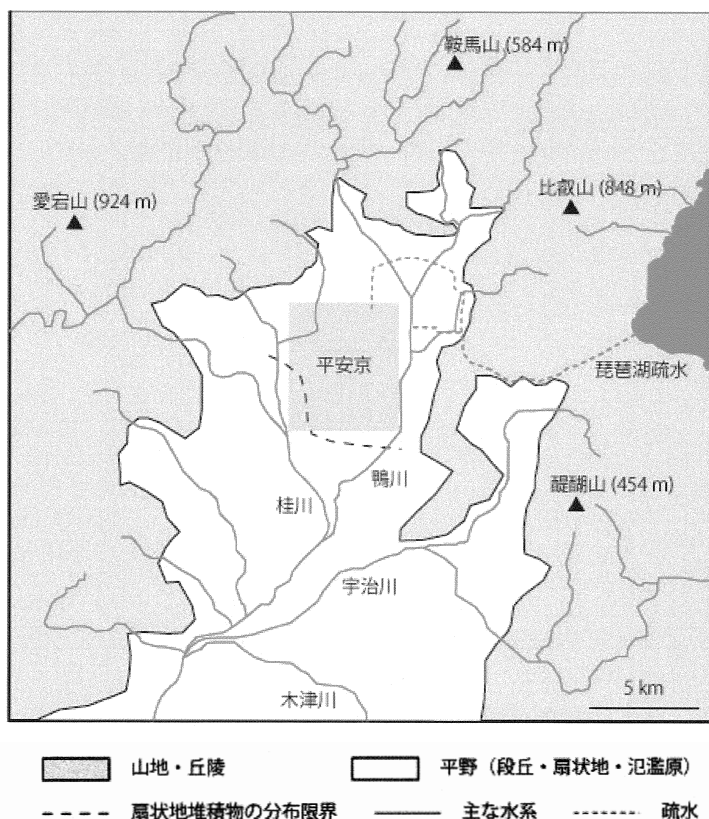 鞍馬山 (584 m)
比叡山 (848 m)
愛宕山 (924 m)
平安京
琵琶湖疏水
鴨川
醍醐山 (454 m)
桂川
宇治川
木津川
5 km
山地・丘陵
平野（段丘・扇状地・氾濫原）
扇状地堆積物の分布限界
主な水系
疏水